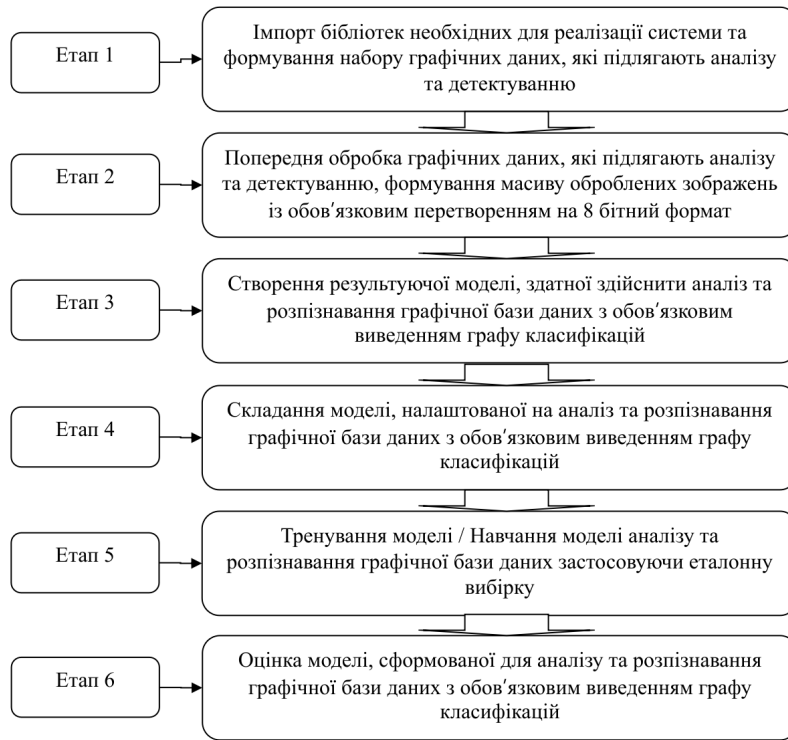 Етап 1
Імпорт бібліотек необхідних для реалізації системи та
формування набору графічних даних, які підлягають аналізу
та детектуванню
Етап 2
Попередня обробка графічних даних, які підлягають аналізу
та детектуванню, формування масиву оброблених зображень
із обов′язковим перетворенням на 8 бітний формат
Етап 3
Створення результуючої моделі, здатної здійснити аналіз та
розпізнавання графічної бази даних з обов′язковим
виведенням графу класифікацій
Етап 4
Складання моделі, налаштованої на аналіз та розпізнавання
графічної бази даних з обов′язковим виведенням графу
класифікацій
Етап 5
Тренування моделі / Навчання моделі аналізу та
розпізнавання графічної бази даних застосовуючи еталонну
вибірку
Етап 6
Оцінка моделі, сформованої для аналізу та розпізнавання
графічної бази даних з обов′язковим виведенням графу
класифікацій